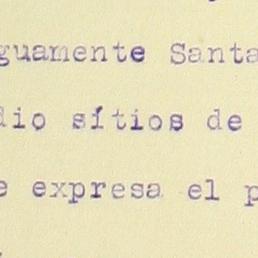 guamente Santa
dio sítios de
e expresa el p